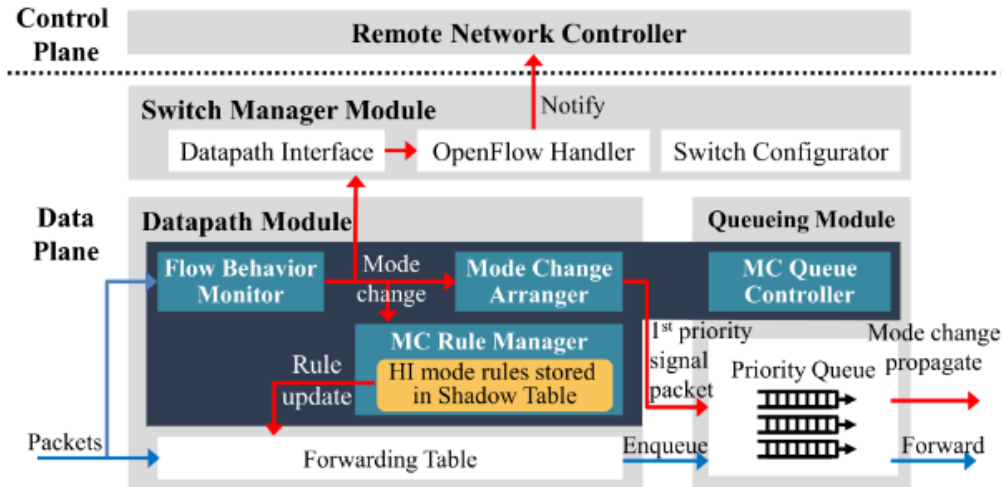 Control
Plane
Remote Network Controller
Switch Manager Module
Notify
Datapath Interface
OpenFlow Handler
Switch Configurator
Data
Plane
Datapath Module
Queueing Module
Flow Behavior
Monitor
Mode
change
Mode Change
Arranger
MC Queue
Controller
MC Rule Manager
HI mode rules stored
in Shadow Table
Rule
update
1st priority
signal
packet
Priority Queue
Mode change
propagate
Packets
Forwarding Table
Enqueue
Forward